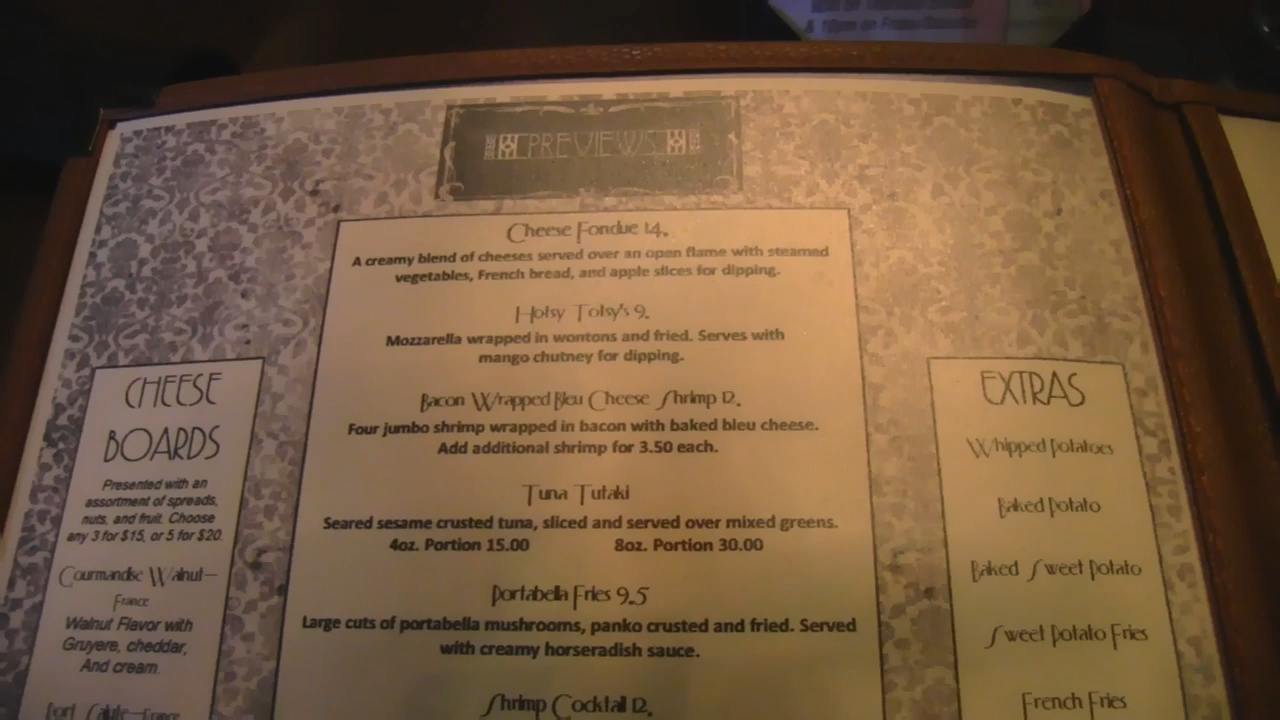 PREVIEWS
Cheese Fondue 14.
A creamy blend of cheeses served over an open flame with steamed
vegetables, French bread, and apple slices for dipping.
Hotsy Totsy's 9.
Mozzarella wrapped in wontons and fried. Serves with
mango chutney for dipping.
Bacon Wrapped Bleu Cheese Shrimp 12.
Four jumbo shrimp wrapped in bacon with baked bleu cheese.
Add additional shrimp for 3.50 each.
Tuna Tutaki
Seared sesame crusted tuna, sliced and served over mixed greens.
4oz. Portion 15.00 8oz. Portion 30.00
Portabella Fries 9.5
Large cuts of portabella mushrooms, panko crusted and fried. Served
with creamy horseradish sauce.
Shrimp Cocktail 12.
CHEESE
BOARDS
Presented with an
assortment of spreads,
nuts, and fruit. Choose
any 3 for $15, or 5 for $20.
Gourmandise Walnut—
France
Walnut Flavor with
Gruyere, cheddar,
And cream.
Port Salute—France
EXTRAS
Whipped Potatoes
Baked Potato
Baked Sweet Potato
Sweet Potato Fries
French Fries